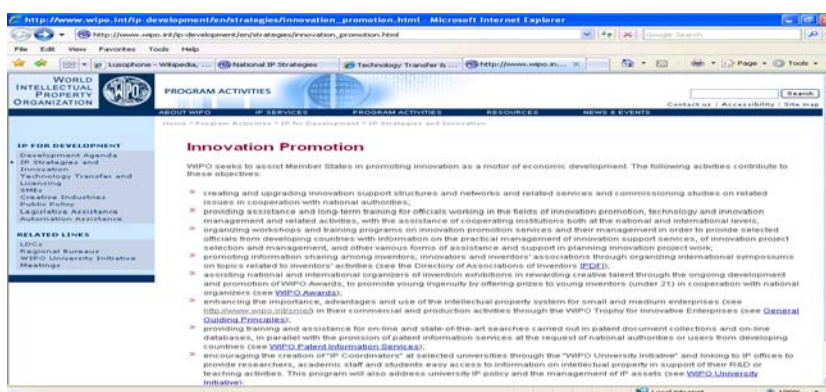 http://www.wipo.int/ip-development/en/strategies/innovation_promotion.html - Microsoft Internet Explorer
http://www.wipo.int/ip-development/en/strategies/innovation_promotion.html
Google Search
File Edit View Favorites Tools Help
Lusophone - Wikipedia, ... National IP Strategies Technology Transfer & ... http://www.wipo.in... Page Tools
WORLD
INTELLECTUAL
PROPERTY
ORGANIZATION
PROGRAM ACTIVITIES
Search
Contact us | Accessibility | Site map
ABOUT WIPO IP SERVICES PROGRAM ACTIVITIES RESOURCES NEWS & EVENTS
Home > Program Activities > IP for Development > IP Strategies and Innovation
IP FOR DEVELOPMENT
Development Agenda
IP Strategies and
Innovation
Technology Transfer and
Licensing
SMEs
Creative Industries
Public Policy
Legislative Assistance
Automation Assistance
RELATED LINKS
LDCs
Regional Bureaus
WIPO University Initiative
Meetings
Innovation Promotion
WIPO seeks to assist Member States in promoting innovation as a motor of economic development. The following activities contribute to
these objectives:
creating and upgrading innovation support structures and networks and related services and commissioning studies on related
issues in cooperation with national authorities;
providing assistance and long-term training for officials working in the fields of innovation promotion, technology and innovation
management and related activities, with the assistance of cooperating institutions both at the national and international levels;
organizing workshops and training programs on innovation promotion services and their management in order to provide selected
officials from developing countries with information on the practical management of innovation support services, of innovation project
selection and management, and other various forms of assistance and support in planning innovation project work;
promoting information sharing among inventors, innovators and inventors' associations through organizing international symposiums
on topics related to inventors' activities (see the Directory of Associations of Inventors [PDF]);
assisting national and international organizers of invention exhibitions in rewarding creative talent through the ongoing development
and promotion of WIPO Awards, to promote young ingenuity by offering prizes to young inventors (under 21) in cooperation with national
organizers (see WIPO Awards);
enhancing the importance, advantages and use of the intellectual property system for small and medium enterprises (see
http://www.wipo.int/sme/) in their commercial and production activities through the WIPO Trophy for Innovative Enterprises (see General
Guiding Principles);
providing training and assistance for on-line and state-of-the-art searches carried out in patent document collections and on-line
databases, in parallel with the provision of patent information services at the request of national authorities or users from developing
countries (see WIPO Patent Information Services);
encouraging the creation of "IP Coordinators" at selected universities through the "WIPO University Initiative" and linking to IP offices to
provide researchers, academic staff and students easy access to information on intellectual property in support of their R&D or
teaching activities. This program will also address university IP policy and the management of IP assets (see WIPO University
Initiative);
Local intranet 100%